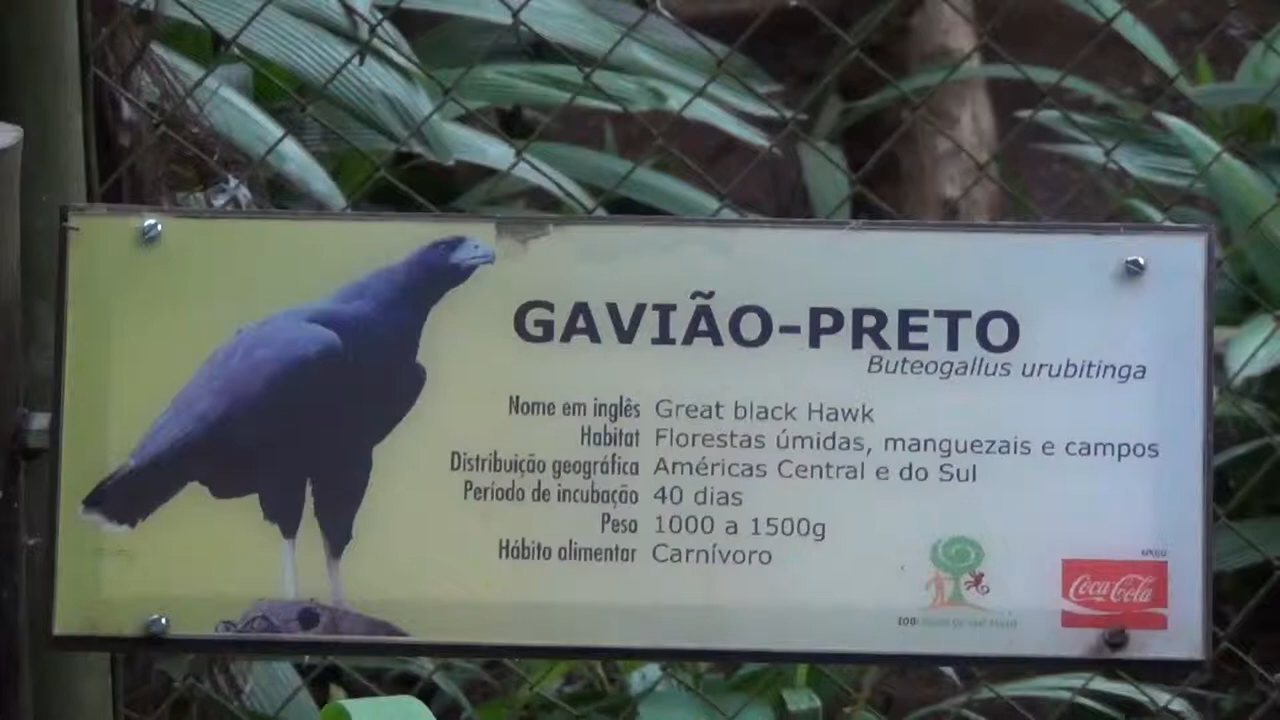 GAVIÃO-PRETO
Buteogallus urubitinga
Nome em inglês Great black Hawk
Habitat Florestas úmidas, manguezais e campos
Distribuição geográfica Américas Central e do Sul
Período de incubação 40 dias
Peso 1000 a 1500g
Hábito alimentar Carnívoro
APOIO
Coca-Cola